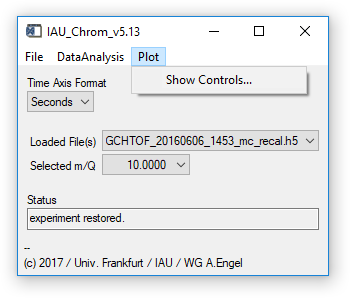 IAU_Chrom_v5.13
File DataAnalysis Plot
Show Controls...
Time Axis Format
Seconds
Loaded File(s) GCHTOF_20160606_1453_mc_recal.h5
Selected m/Q 10.0000
Status
experiment restored.
--
(c) 2017 / Univ. Frankfurt / IAU / WG A.Engel